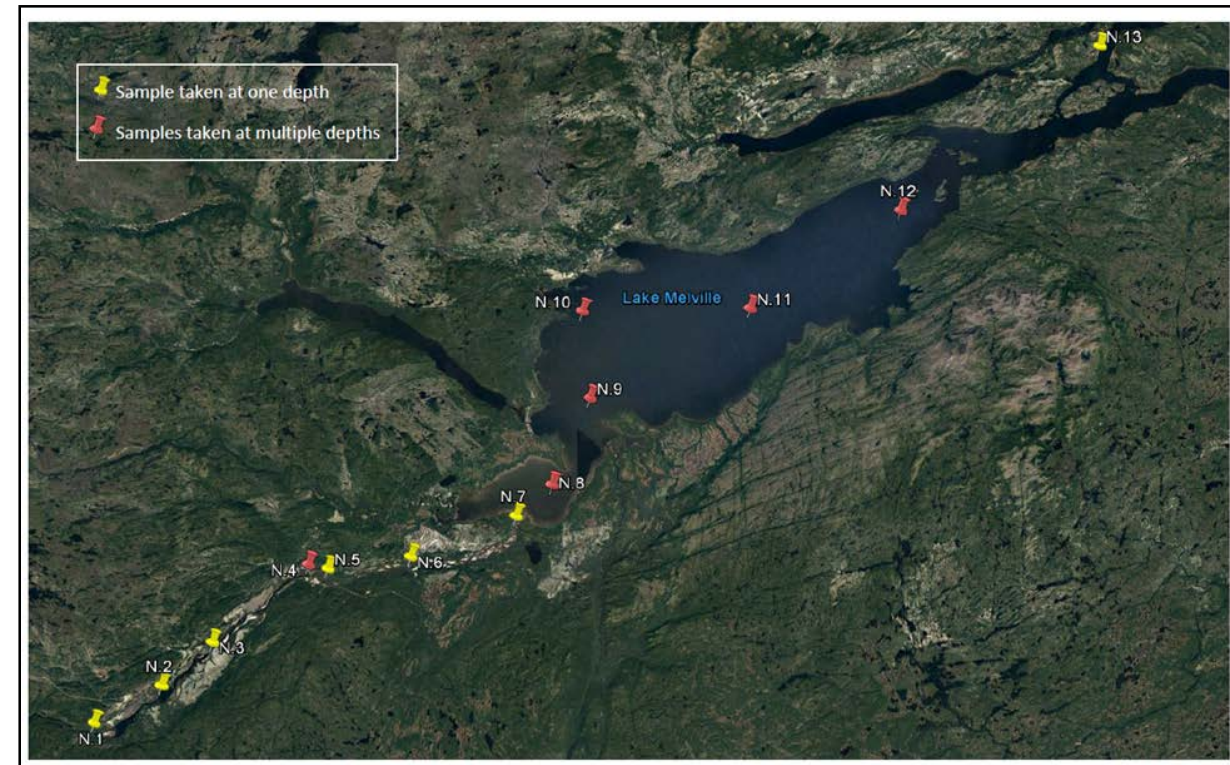 N.13
Sample taken at one depth
Samples taken at multiple depths
N.12
N.10
Lake Melville
N.11
N.9
N.8
N.7
N.5
N.4
N.6
N.3
N.2
N.1